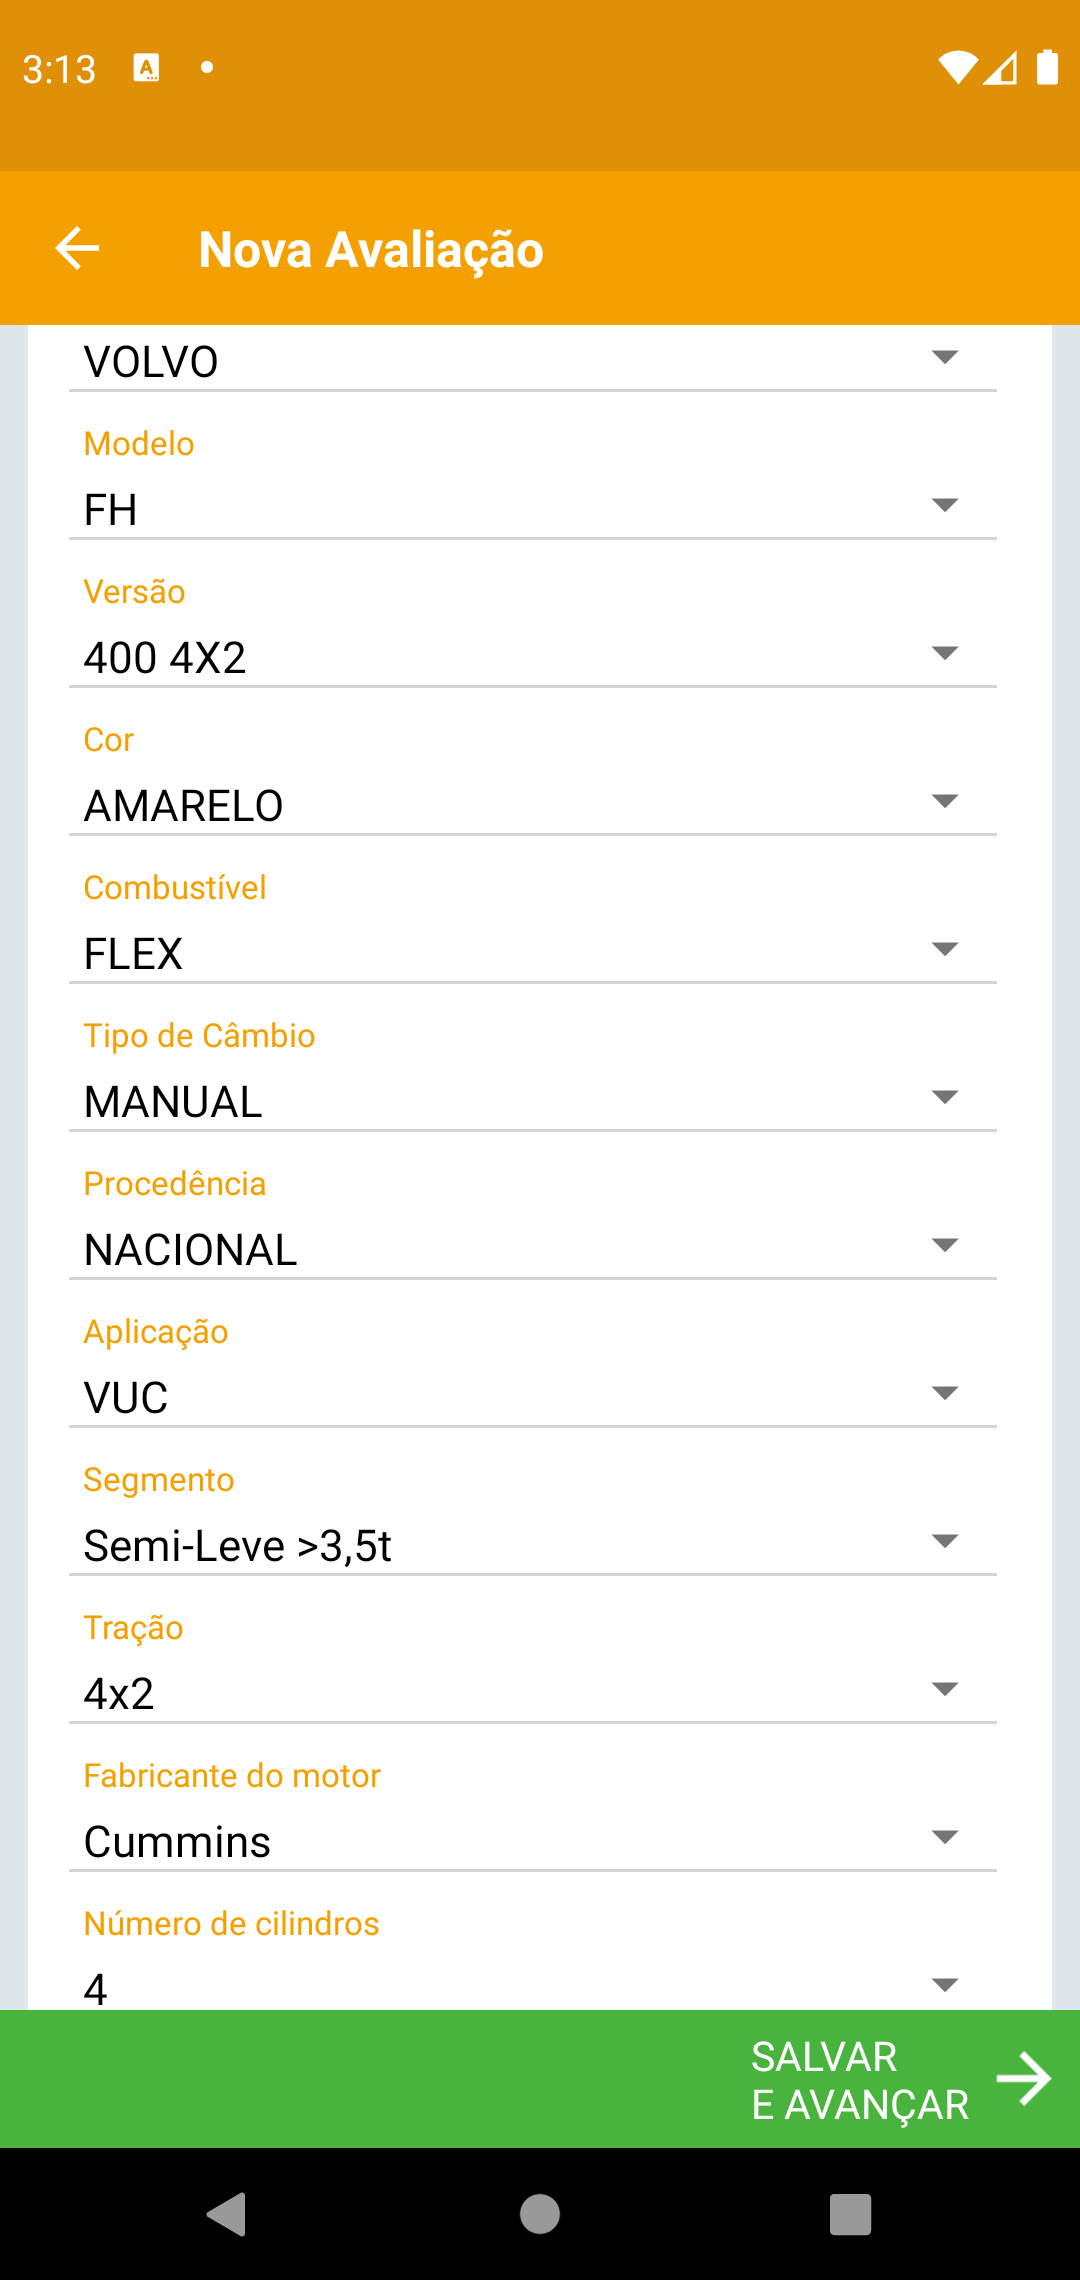 3:13
Nova Avaliação
VOLVO
Modelo
FH
Versão
400 4X2
Cor
AMARELO
Combustível
FLEX
Tipo de Câmbio
MANUAL
Procedência
NACIONAL
Aplicação
VUC
Segmento
Semi-Leve >3,5t
Tração
4x2
Fabricante do motor
Cummins
Número de cilindros
4
SALVAR
E AVANÇAR